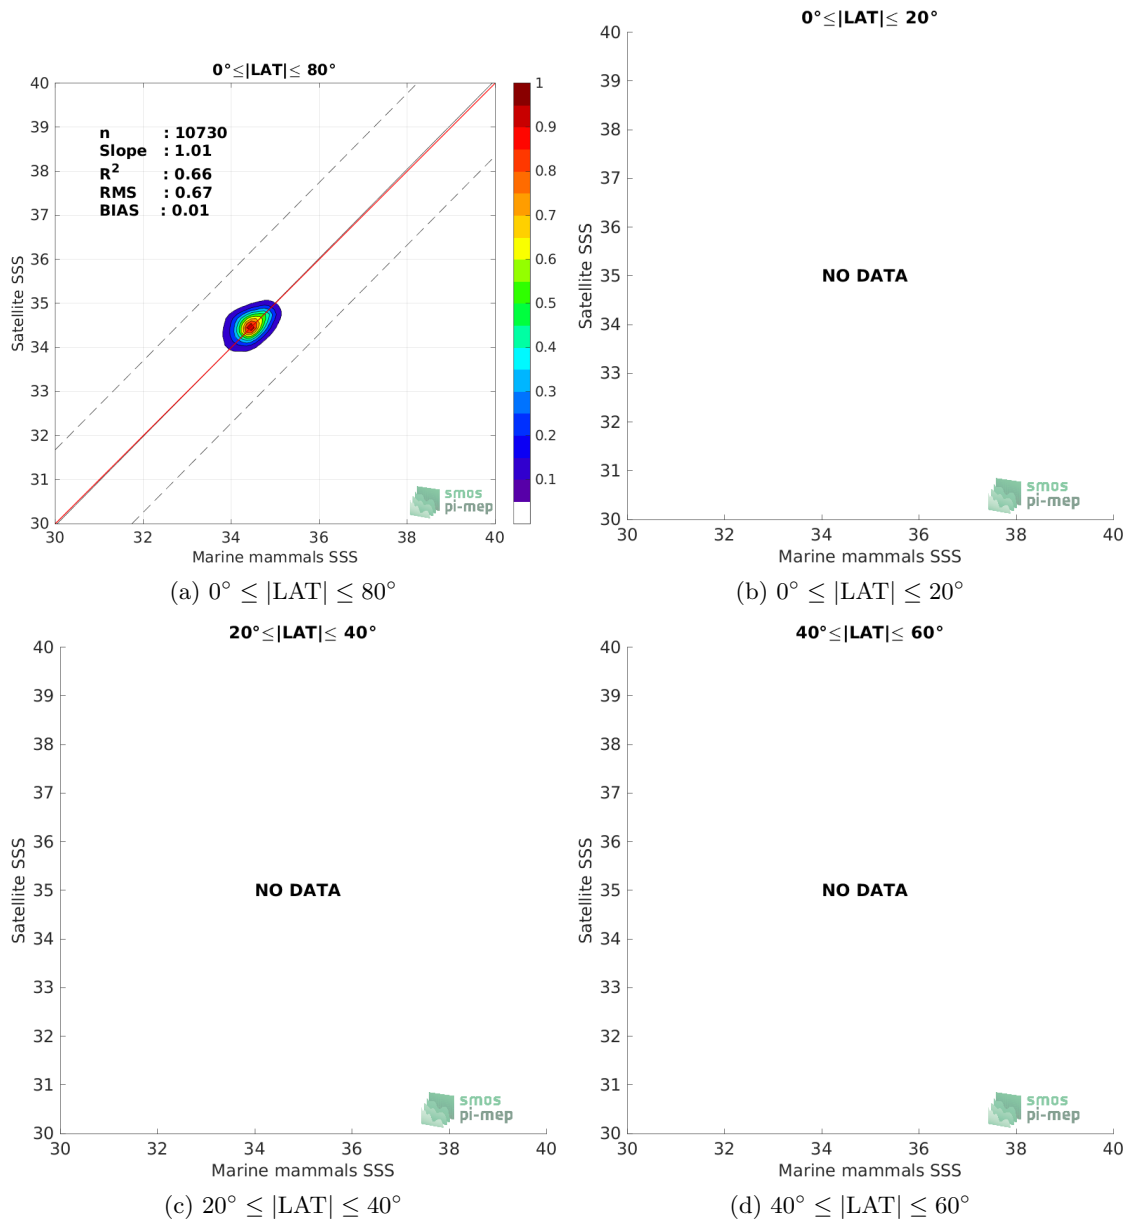 0°≤|LAT|≤ 80°
40
39
38
37
36
35
34
33
32
31
30
n : 10730
Slope : 1.01
R² : 0.66
RMS : 0.67
BIAS : 0.01
Satellite SSS
30 32 34 36 38 40
Marine mammals SSS
1
0.9
0.8
0.7
0.6
0.5
0.4
0.3
0.2
0.1
smos
pi-mep
(a) 0° ≤ |LAT| ≤ 80°
0°≤|LAT|≤ 20°
40
39
38
37
36
35
34
33
32
31
30
Satellite SSS
NO DATA
smos
pi-mep
30 32 34 36 38 40
Marine mammals SSS
(b) 0° ≤ |LAT| ≤ 20°
20°≤|LAT|≤ 40°
40
39
38
37
36
35
34
33
32
31
30
Satellite SSS
NO DATA
smos
pi-mep
30 32 34 36 38 40
Marine mammals SSS
(c) 20° ≤ |LAT| ≤ 40°
40°≤|LAT|≤ 60°
40
39
38
37
36
35
34
33
32
31
30
Satellite SSS
NO DATA
smos
pi-mep
30 32 34 36 38 40
Marine mammals SSS
(d) 40° ≤ |LAT| ≤ 60°